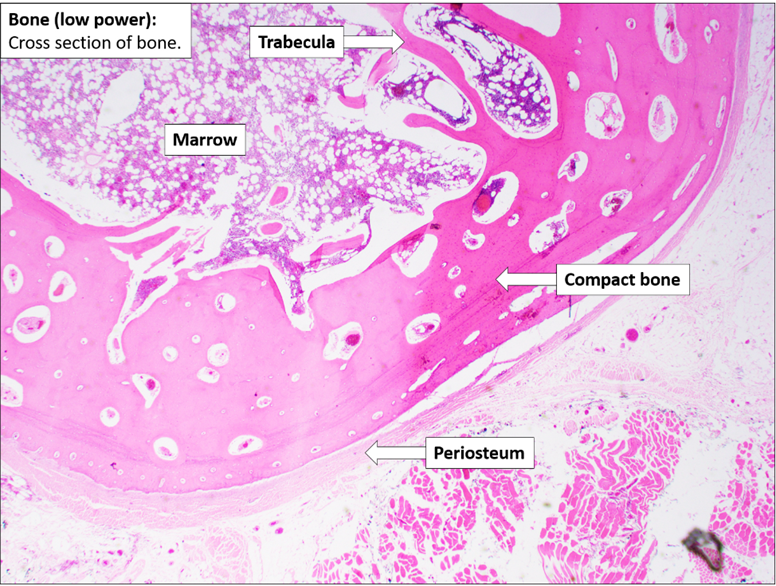 Bone (low power):
Cross section of bone.
Trabecula
Marrow
Compact bone
Periosteum